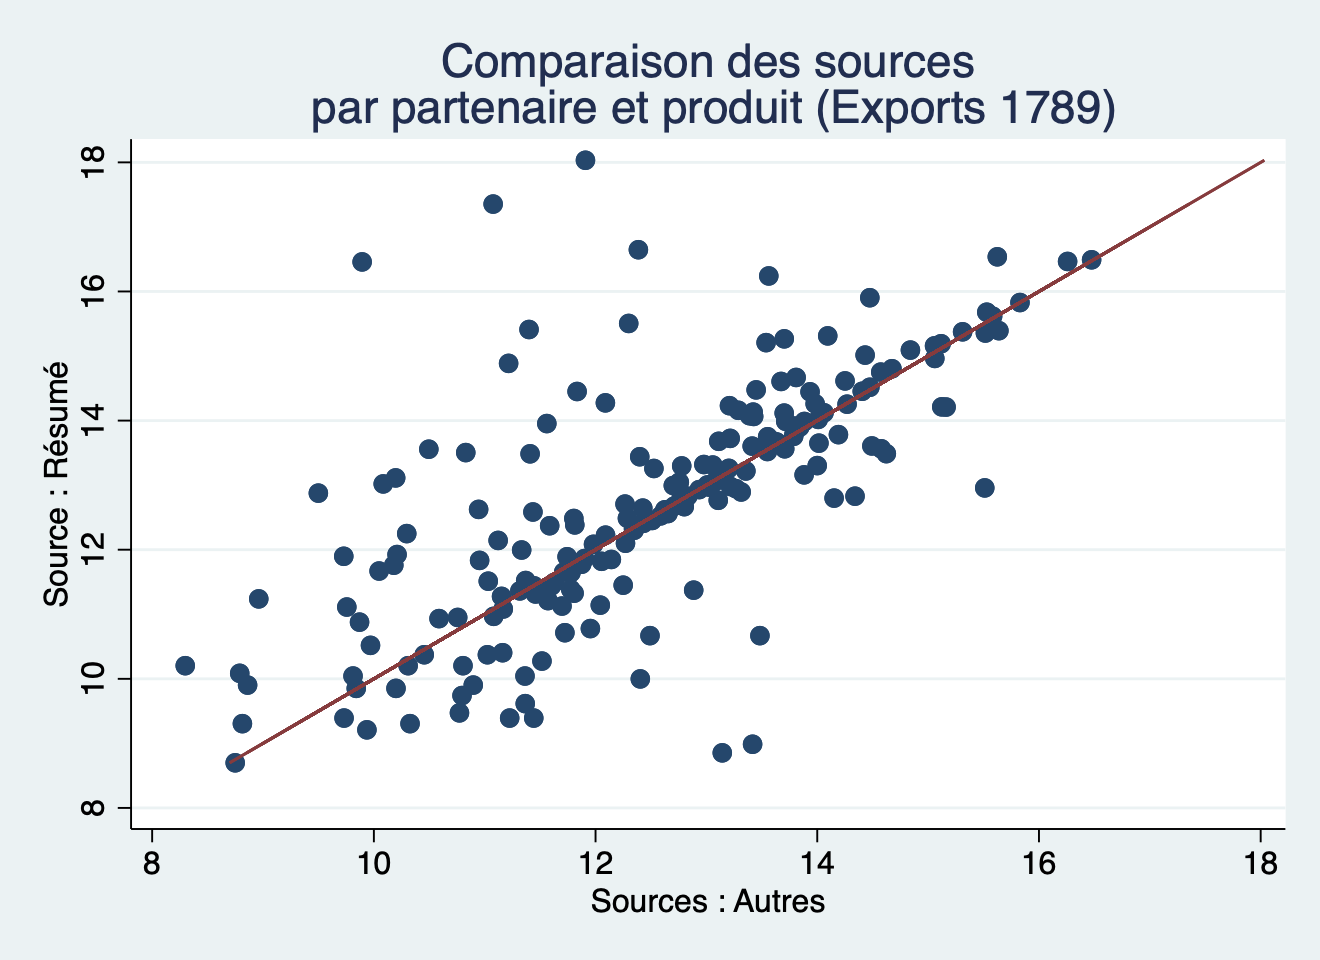 Comparaison des sources
par partenaire et produit (Exports 1789)
Source : Résumé
18
16
14
12
10
8
8 10 12 14 16 18
Sources : Autres